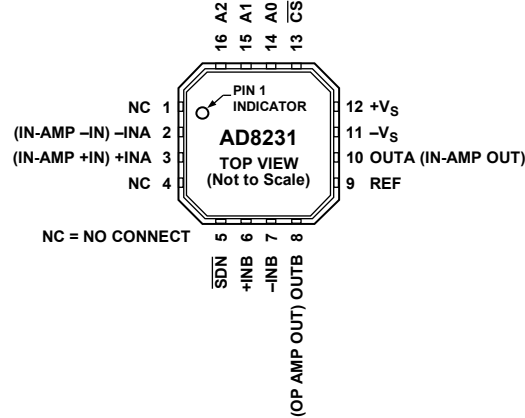 16 A2
15 A1
14 A0
13 CS
PIN 1
INDICATOR
NC 1
(IN-AMP –IN) –INA 2
(IN-AMP +IN) +INA 3
NC 4
AD8231
TOP VIEW
(Not to Scale)
12 +VS
11 –VS
10 OUTA (IN-AMP OUT)
9 REF
NC = NO CONNECT
SDN 5
+INB 6
–INB 7
(OP AMP OUT) OUTB 8